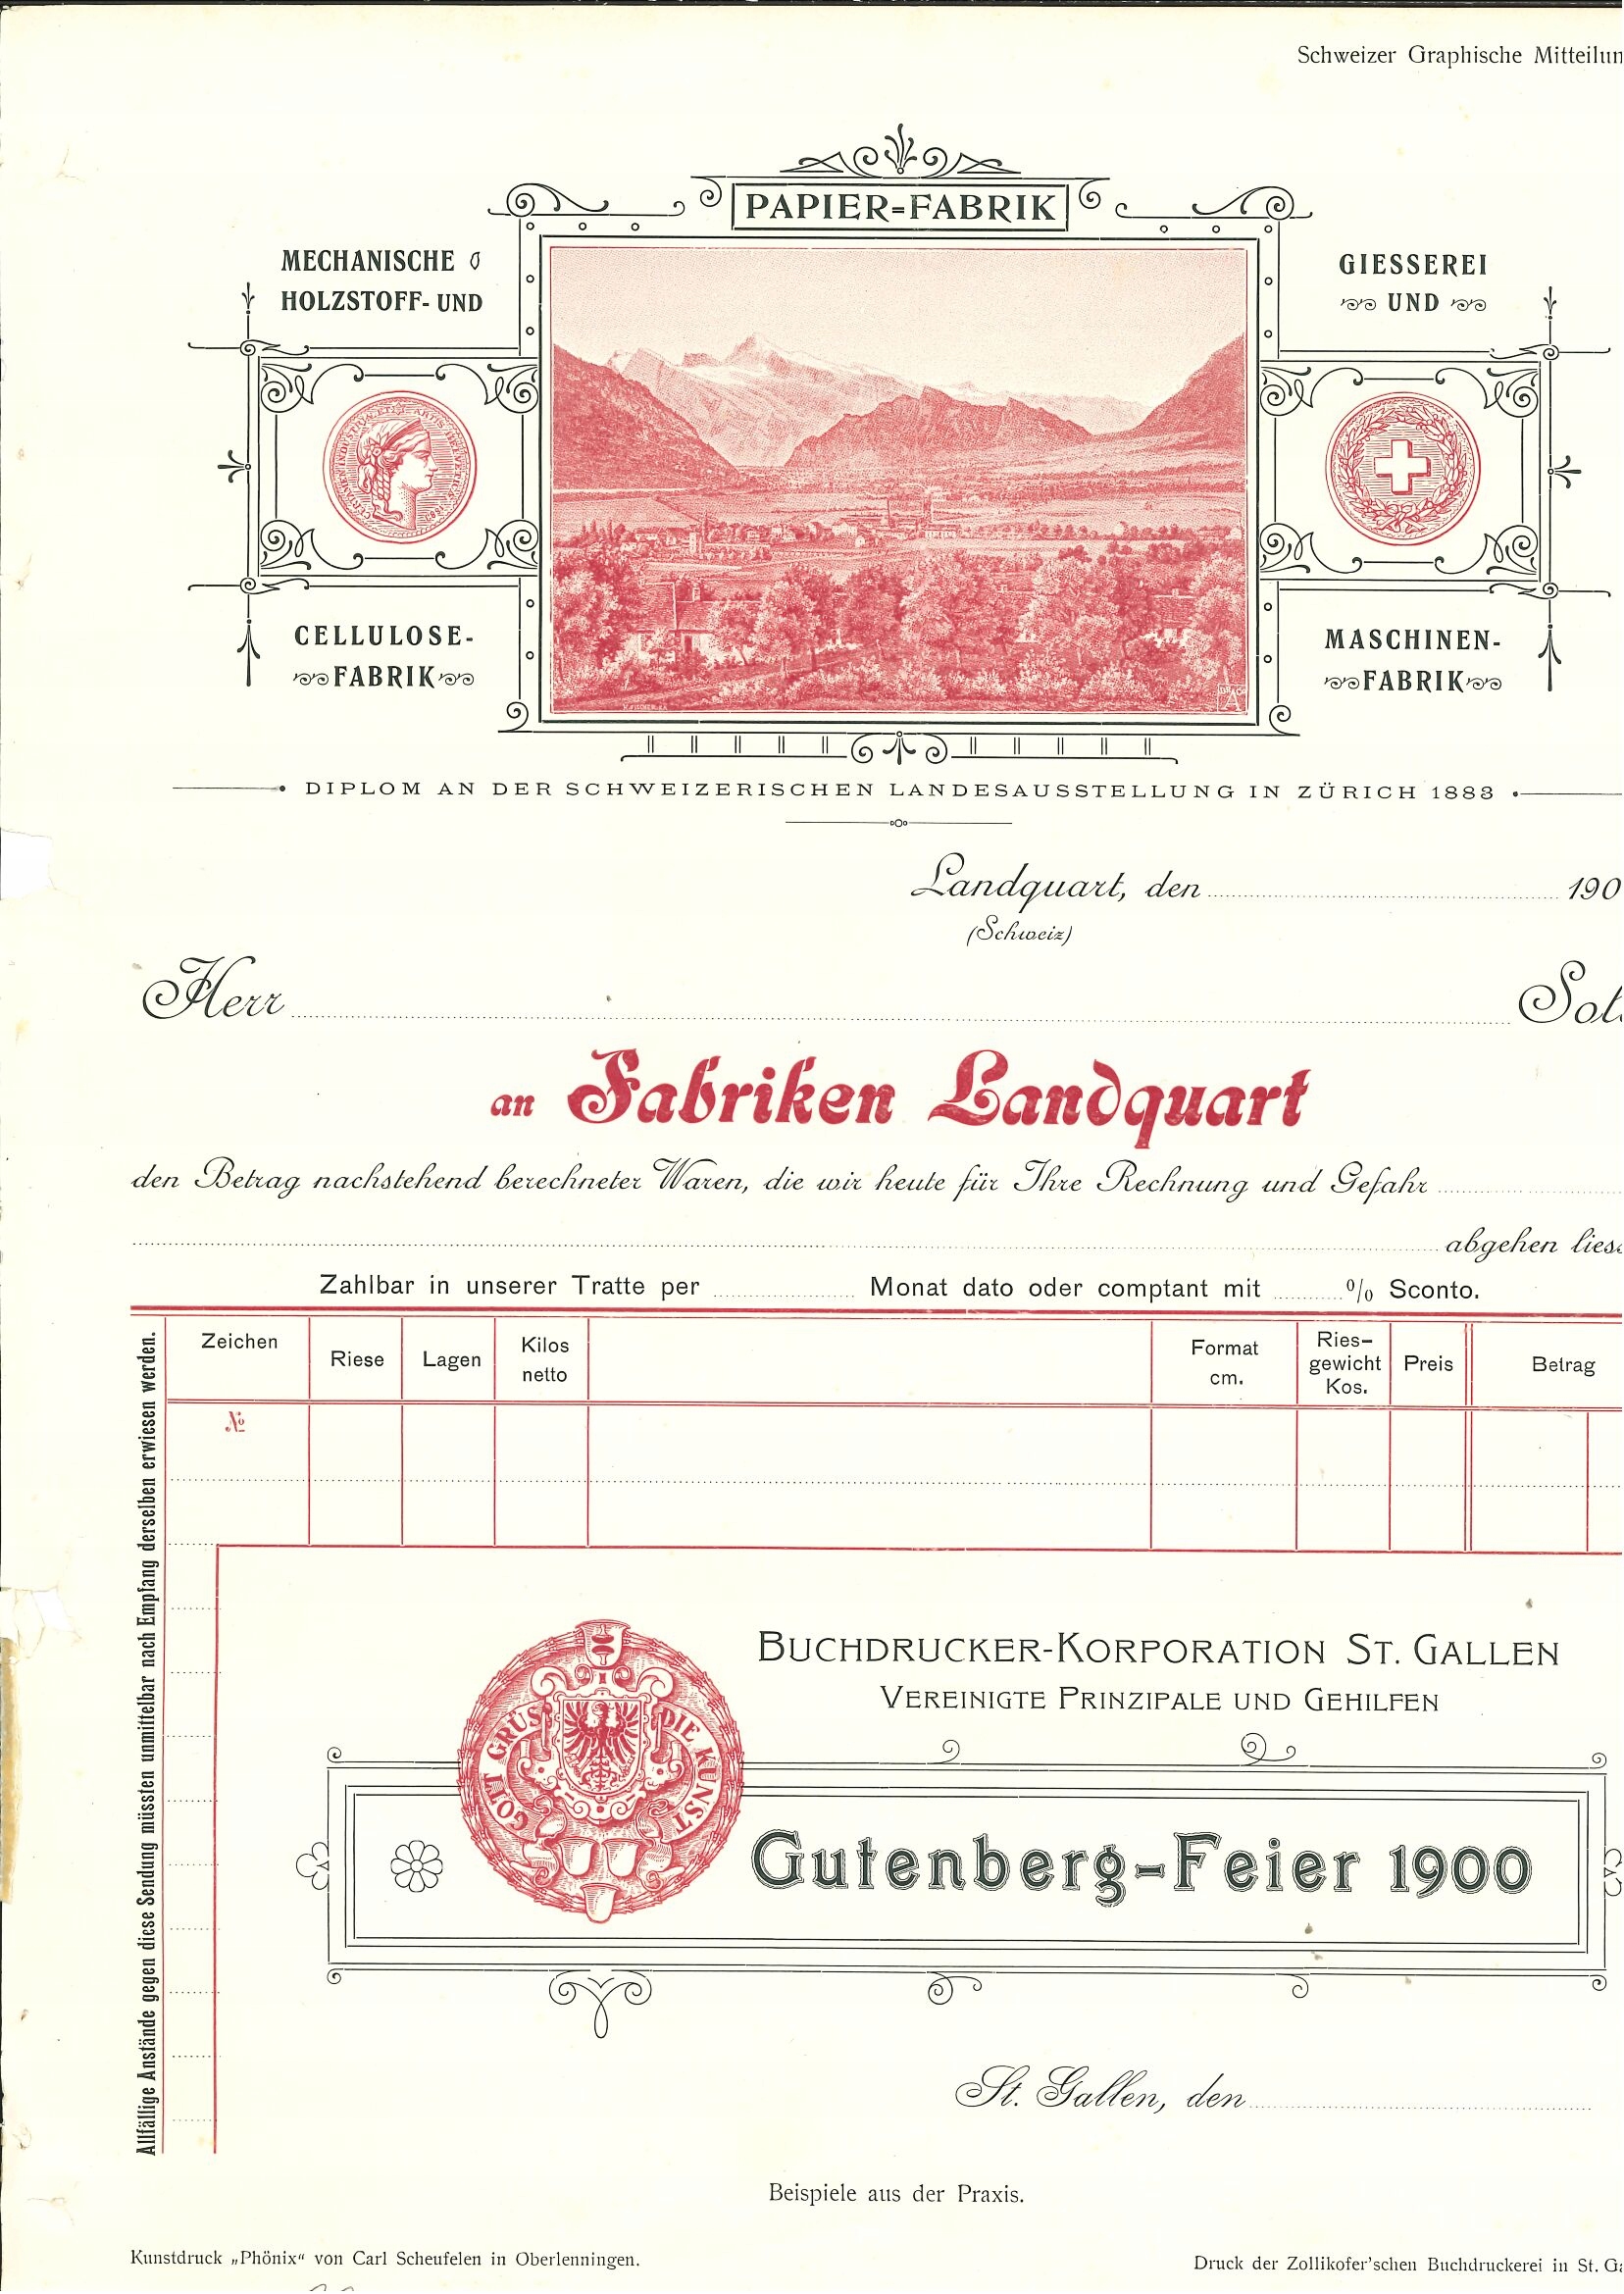 Schweizer Graphische Mitteilun
PAPIER-FABRIK
MECHANISCHE
HOLZSTOFF- UND
GIESSEREI
UND
CELLULOSE-
FABRIK
MASCHINEN-
FABRIK
DIPLOM AN DER SCHWEIZERISCHEN LANDESAUSSTELLUNG IN ZÜRICH 1883
Landquart, den 190
(Schweiz)
Herr Sol
an Fabriken Landquart
den Betrag nachstehend berechneter Waren, die wir heute für Ihre Rechnung und Gefahr
abgehen liess
Zahlbar in unserer Tratte per Monat dato oder comptant mit % Sconto.
Zeichen
Riese
Lagen
Kilos
netto
Format
cm.
Ries-
gewicht
Kos.
Preis
Betrag
№
Allfällige Anstände gegen diese Sendung müssten unmittelbar nach Empfang derselben erwiesen werden.
BUCHDRUCKER-KORPORATION ST. GALLEN
VEREINIGTE PRINZIPALE UND GEHILFEN
GOTT GRÜSS DIE KUNST
Gutenberg-Feier 1900
St. Gallen, den
Beispiele aus der Praxis.
Kunstdruck „Phönix“ von Carl Scheufelen in Oberlenningen.
Druck der Zollikofer'schen Buchdruckerei in St. Ga